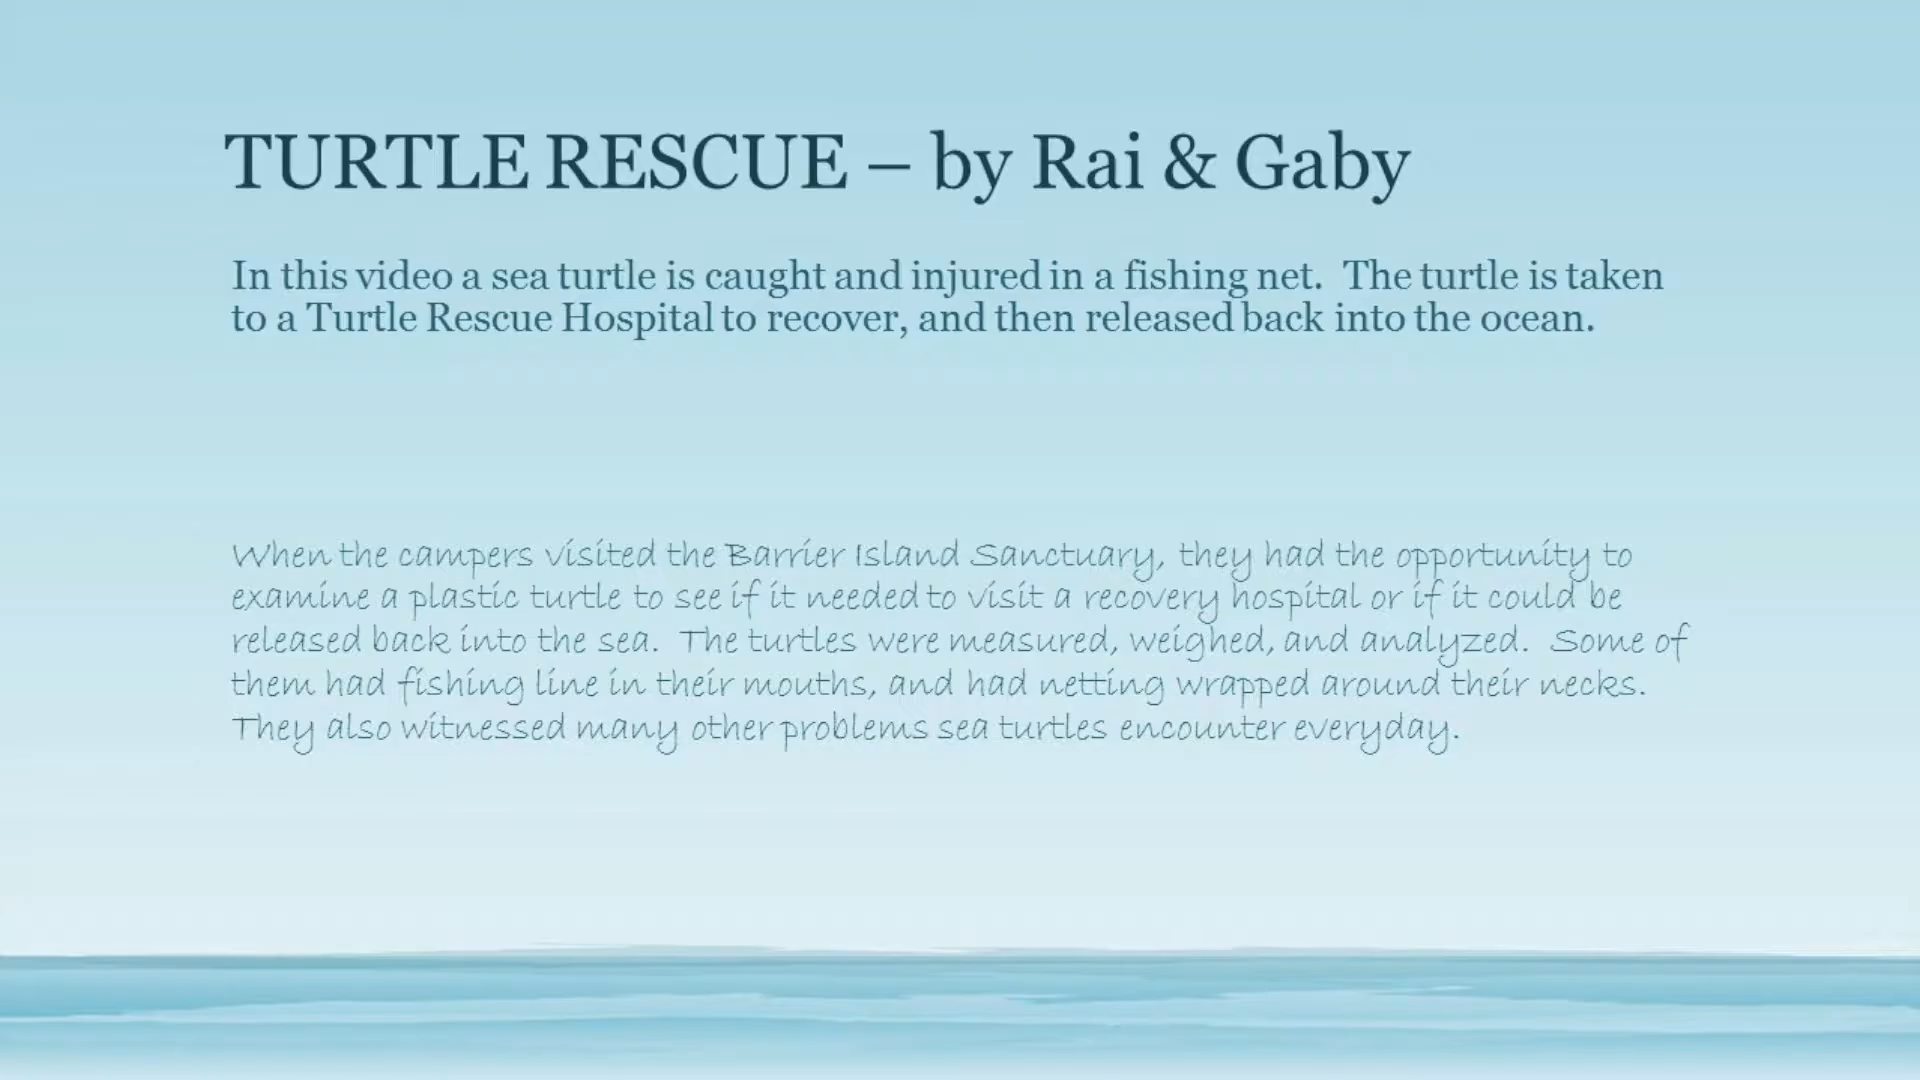 TURTLE RESCUE – by Rai & Gaby
In this video a sea turtle is caught and injured in a fishing net. The turtle is taken
to a Turtle Rescue Hospital to recover, and then released back into the ocean.
When the campers visited the Barrier Island Sanctuary, they had the opportunity to
examine a plastic turtle to see if it needed to visit a recovery hospital or if it could be
released back into the sea. The turtles were measured, weighed, and analyzed. Some of
them had fishing line in their mouths, and had netting wrapped around their necks.
They also witnessed many other problems sea turtles encounter everyday.